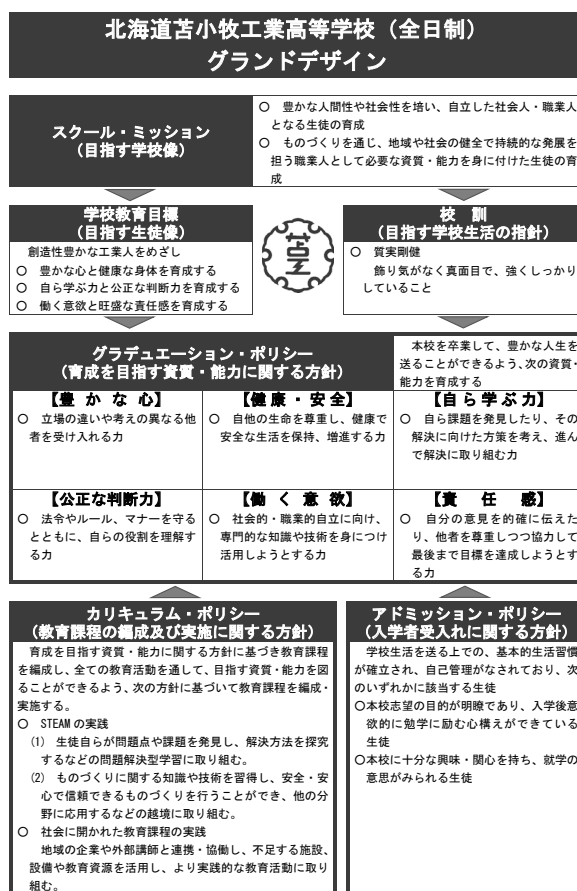 北海道苫小牧工業高等学校（全日制）
グランドデザイン
スクール・ミッション
（目指す学校像）
○　豊かな人間性や社会性を培い、自立した社会人・職業人
となる生徒の育成
○　ものづくりを通じ、地域や社会の健全で持続的な発展を
担う職業人として必要な資質・能力を身に付けた生徒の育
成
学校教育目標
（目指す生徒像）
創造性豊かな工業人をめざし
○　豊かな心と健康な身体を育成する
○　自ら学ぶ力と公正な判断力を育成する
○　働く意欲と旺盛な責任感を育成する
校　訓
（目指す学校生活の指針）
○　質実剛健
飾り気がなく真面目で、強くしっかり
していること
グラデュエーション・ポリシー
（育成を目指す資質・能力に関する方針）
本校を卒業して、豊かな人生を
送ることができるよう、次の資質・
能力を育成する
【豊 か な 心】
○　立場の違いや考えの異なる他
者を受け入れる力
【健康・安全】
○　自他の生命を尊重し、健康で
安全な生活を保持、増進する力
【自ら学ぶ力】
○　自ら課題を発見したり、その
解決に向けた方策を考え、進ん
で解決に取り組む力
【公正な判断力】
○　法令やルール、マナーを守る
とともに、自らの役割を理解す
る力
【働 く 意 欲】
○　社会的・職業的自立に向け、
専門的な知識や技術を身につけ
活用しようとする力
【責　任　感】
○　自分の意見を的確に伝えた
り、他者を尊重しつつ協力して
最後まで目標を達成しようとす
る力
カリキュラム・ポリシー
（教育課程の編成及び実施に関する方針）
育成を目指す資質・能力に関する方針に基づき教育課程
を編成し、全ての教育活動を通して、目指す資質・能力を図
ることができるよう、次の方針に基づいて教育課程を編成・
実施する。
○　STEAM の実践
(1)　生徒自らが問題点や課題を発見し、解決方法を探究
するなどの問題解決型学習に取り組む。
(2)　ものづくりに関する知識や技術を習得し、安全・安
心で信頼できるものづくりを行うことができ、他の分
野に応用するなどの越境に取り組む。
○　社会に開かれた教育課程の実践
地域の企業や外部講師と連携・協働し、不足する施設、
設備や教育資源を活用し、より実践的な教育活動に取り
組む。
アドミッション・ポリシー
（入学者受入れに関する方針）
学校生活を送る上での、基本的生活習慣
が確立され、自己管理がなされており、次
のいずれかに該当する生徒
○本校志望の目的が明瞭であり、入学後意
欲的に勉学に励む心構えができている
生徒
○本校に十分な興味・関心を持ち、就学の
意思がみられる生徒